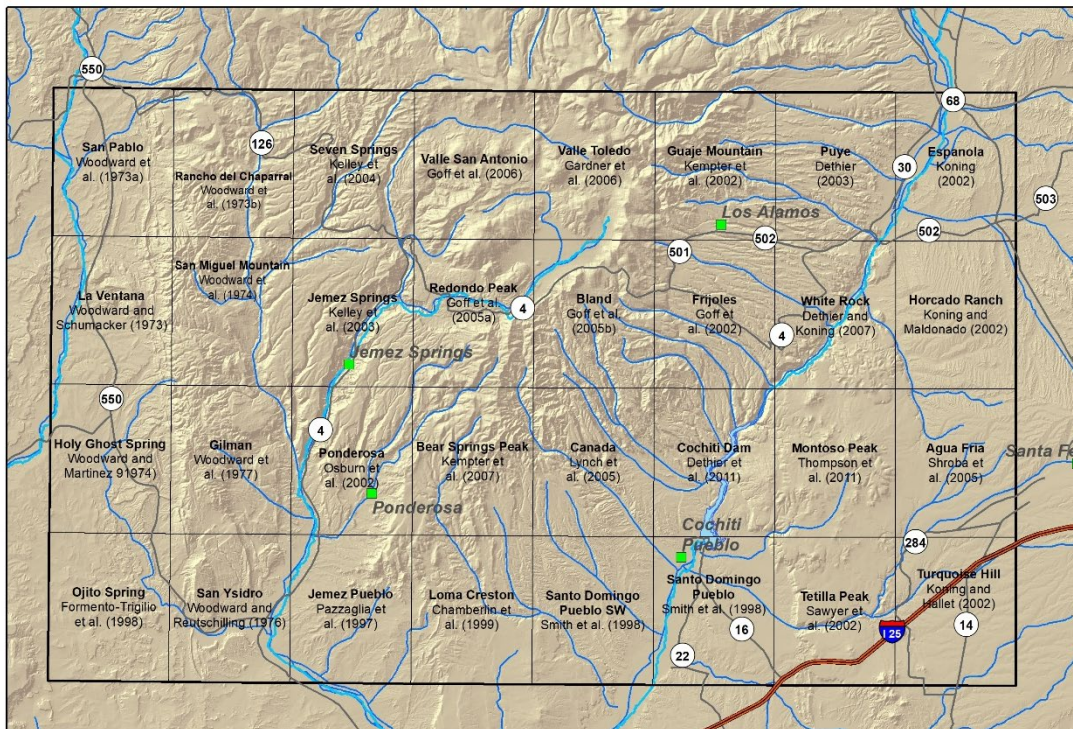 550
68
San Pablo
Woodward et
al. (1973a)
126
Rancho del Chaparral
Woodward et
al. (1973b)
Seven Springs
Kelley et
al. (2004)
Valle San Antonio
Goff et al. (2006)
Valle Toledo
Gardner et
al. (2006)
Guaje Mountain
Kempter et
al. (2002)
Puye
Dethier
(2003)
30
Espanola
Koning
(2002)
503
Los Alamos
502
502
501
La Ventana
Woodward and
Schumacker (1973)
San Miguel Mountain
Woodward et
al. (1974)
Jemez Springs
Kelley et
al. (2003)
Redondo Peak
Goff et al.
(2005a)
4
Bland
Goff et al.
(2005b)
Frijoles
Goff et
al. (2002)
4
White Rock
Dethier and
Koning (2007)
Horcado Ranch
Koning and
Maldonado (2002)
Jemez Springs
550
4
Holy Ghost Spring
Woodward and
Martinez 91974)
Gilman
Woodward et
al. (1977)
Ponderosa
Osburn et
al. (2002)
Bear Springs Peak
Kempter et
al. (2007)
Canada
Lynch et
al. (2005)
Cochiti Dam
Dethier et
al. (2011)
Montoso Peak
Thompson et
al. (2011)
Agua Fria
Shroba et
al. (2005)
Santa Fe
Ponderosa
Cochiti
Pueblo
284
Ojito Spring
Formento-Trigilio
et al. (1998)
San Ysidro
Woodward and
Reutschilling (1976)
Jemez Pueblo
Pazzaglia et
al. (1997)
Loma Creston
Chamberlin et
al. (1999)
Santo Domingo
Pueblo SW
Smith et al. (1998)
Santo Domingo
Pueblo
Smith et al. (1998)
16
22
Tetilla Peak
Sawyer et
al. (2002)
I 25
Turquoise Hill
Koning and
Hallet (2002)
14